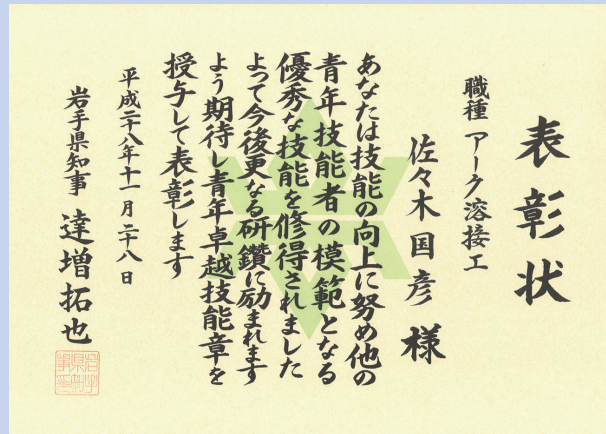 表彰状
職種 アーク溶接工
佐々木国彦 様
あなたは技能の向上に努め他の
青年技能者の模範となる
優秀な技能を修得されました
よって今後更なる研鑽に励まれます
よう期待し青年卓越技能章を
授与して表彰します
平成二十八年十一月二十八日
岩手県知事 達増拓也